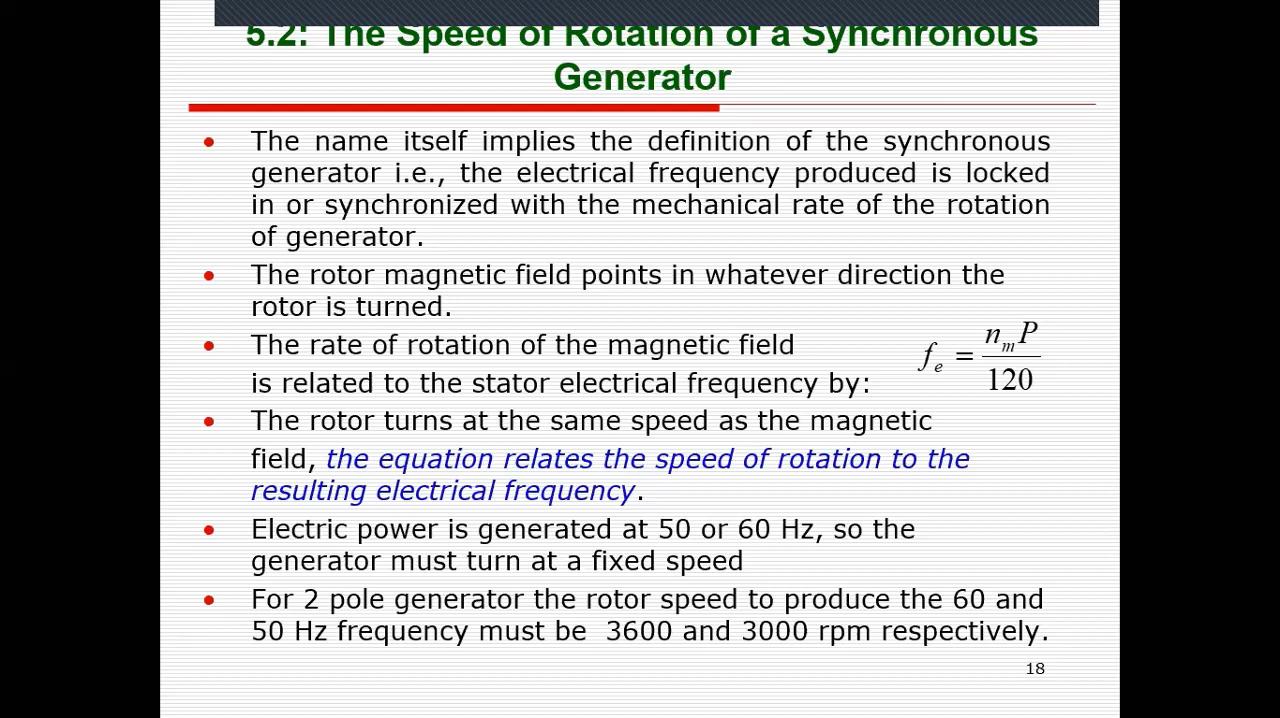 5.2: The Speed of Rotation of a Synchronous
Generator
• The name itself implies the definition of the synchronous
generator i.e., the electrical frequency produced is locked
in or synchronized with the mechanical rate of the rotation
of generator.
• The rotor magnetic field points in whatever direction the
rotor is turned.
• The rate of rotation of the magnetic field
is related to the stator electrical frequency by:
f_e = n_m P / 120
• The rotor turns at the same speed as the magnetic
field, the equation relates the speed of rotation to the
resulting electrical frequency.
• Electric power is generated at 50 or 60 Hz, so the
generator must turn at a fixed speed
• For 2 pole generator the rotor speed to produce the 60 and
50 Hz frequency must be  3600 and 3000 rpm respectively.
18